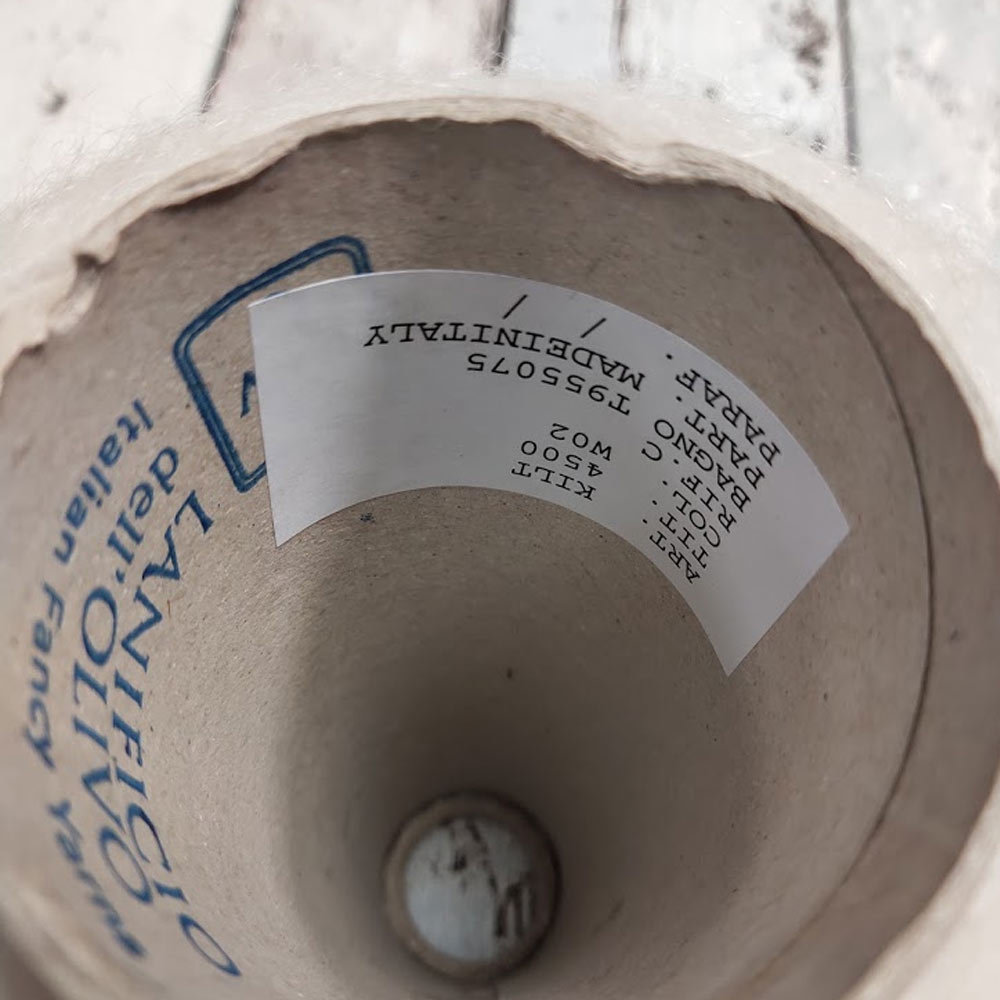 LANIFICIO
dell'OLIVO
Italian Fancy Yarns
ART. KILT
TIT. 4500
COL. W02
RIF.C
BAGNO T955075
PART. MADEINITALY
PARAF. / /